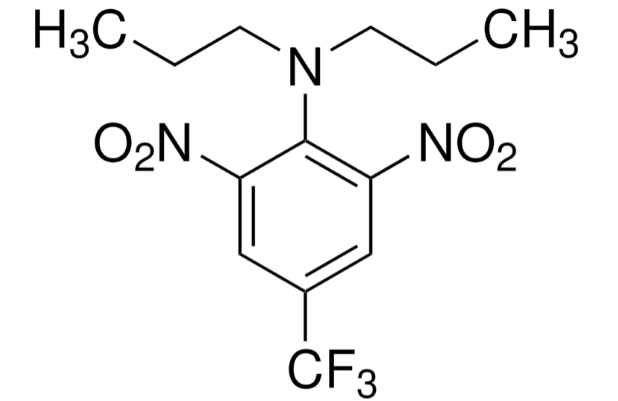 H₃C CH₃
N
O₂N NO₂
CF₃